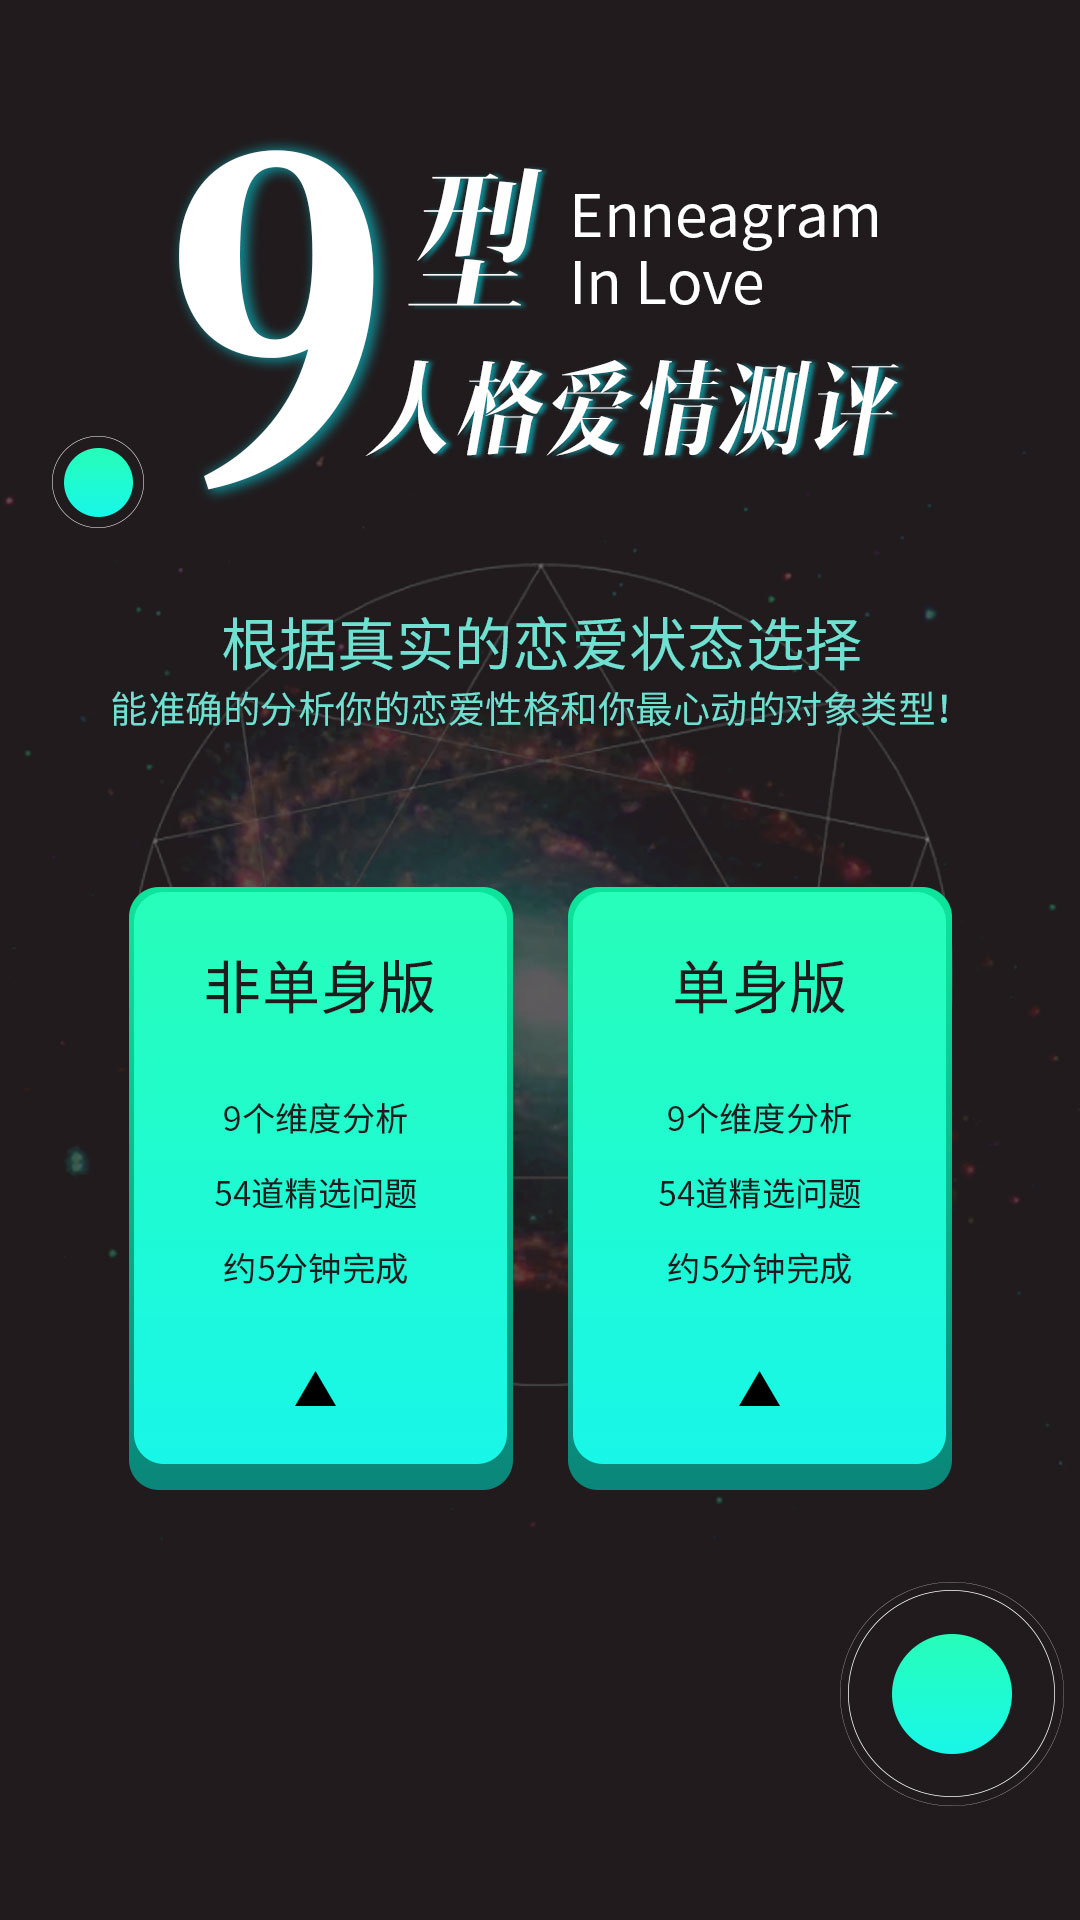 9型
Enneagram
In Love
人格爱情测评
根据真实的恋爱状态选择
能准确的分析你的恋爱性格和你最心动的对象类型！
非单身版
9个维度分析
54道精选问题
约5分钟完成
单身版
9个维度分析
54道精选问题
约5分钟完成